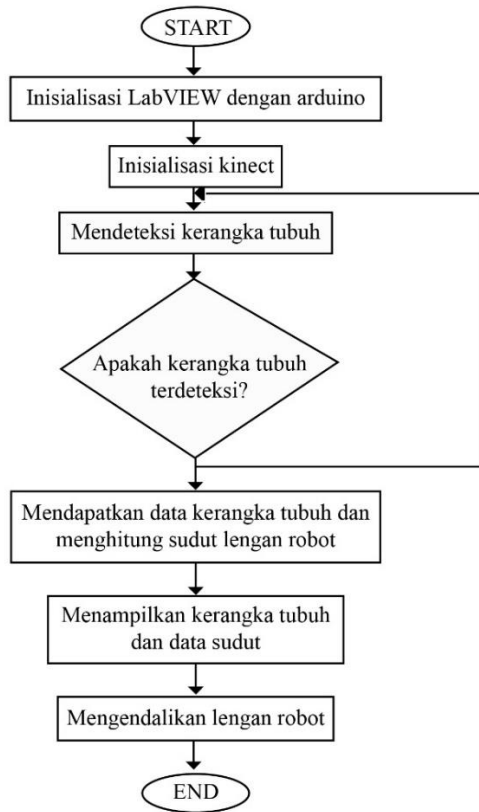 START
Inisialisasi LabVIEW dengan arduino
Inisialisasi kinect
Mendeteksi kerangka tubuh
Apakah kerangka tubuh
terdeteksi?
Mendapatkan data kerangka tubuh dan
menghitung sudut lengan robot
Menampilkan kerangka tubuh
dan data sudut
Mengendalikan lengan robot
END